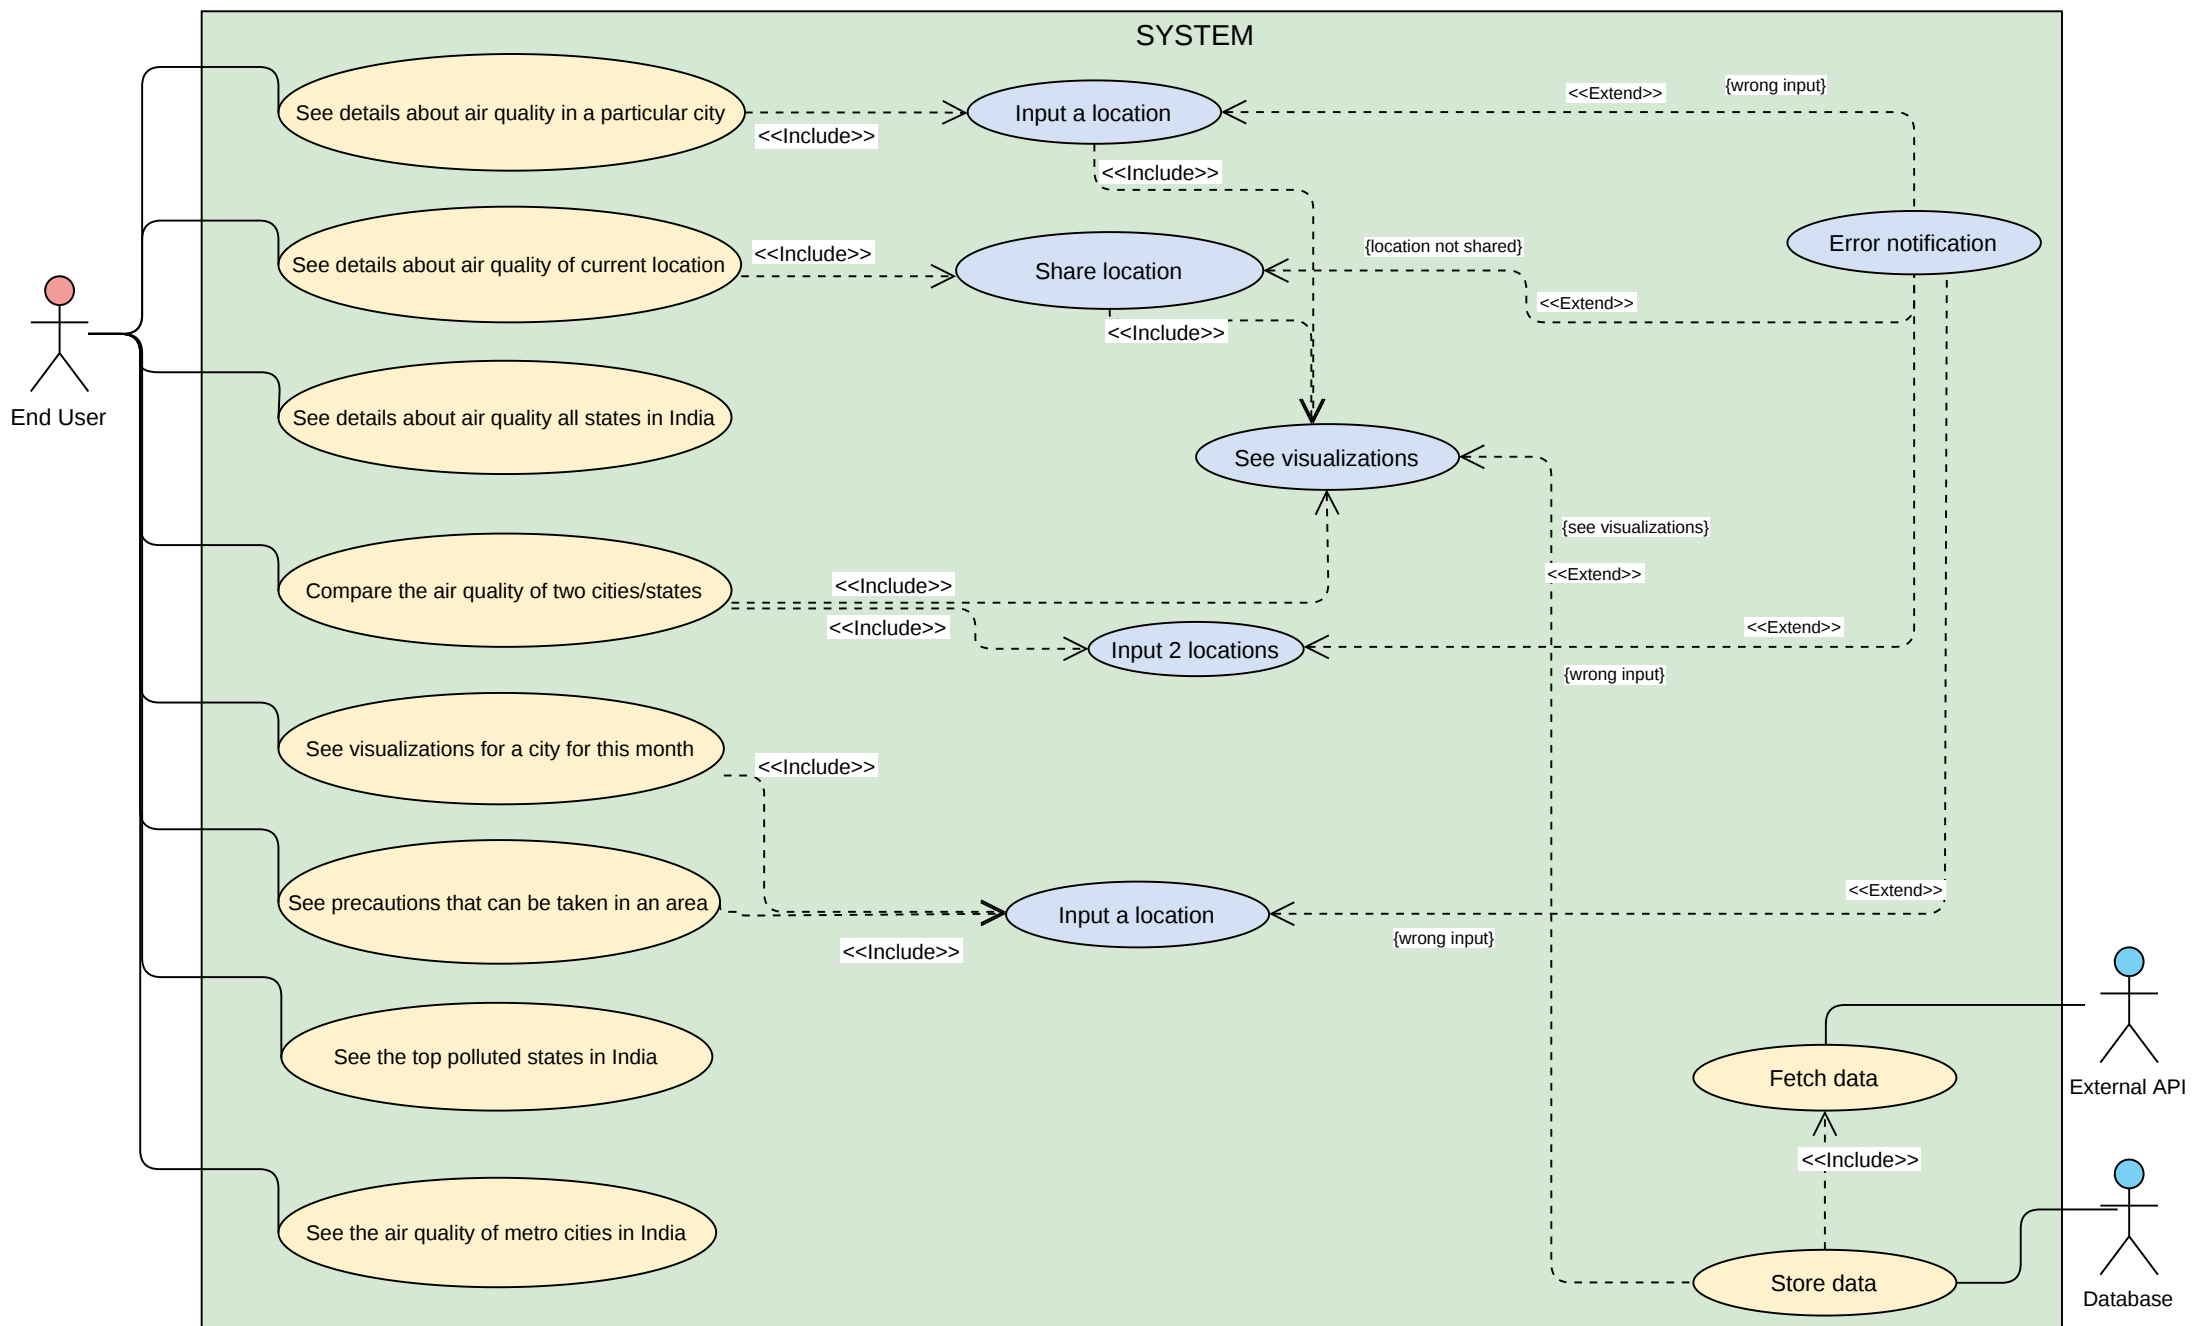 SYSTEM
See details about air quality in a particular city
<<Include>>
Input a location
<<Extend>>
{wrong input}
<<Include>>
See details about air quality of current location
<<Include>>
Share location
{location not shared}
Error notification
<<Extend>>
<<Include>>
End User
See details about air quality all states in India
See visualizations
{see visualizations}
<<Extend>>
Compare the air quality of two cities/states
<<Include>>
<<Include>>
Input 2 locations
<<Extend>>
{wrong input}
See visualizations for a city for this month
<<Include>>
See precautions that can be taken in an area
<<Include>>
Input a location
<<Extend>>
{wrong input}
See the top polluted states in India
Fetch data
External API
<<Include>>
See the air quality of metro cities in India
Store data
Database